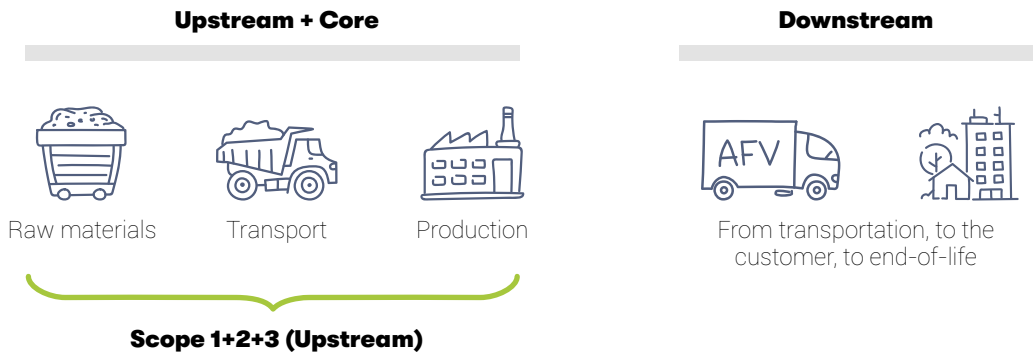 Upstream + Core
Downstream
AFV
Raw materials
Transport
Production
From transportation, to the
customer, to end-of-life
Scope 1+2+3 (Upstream)